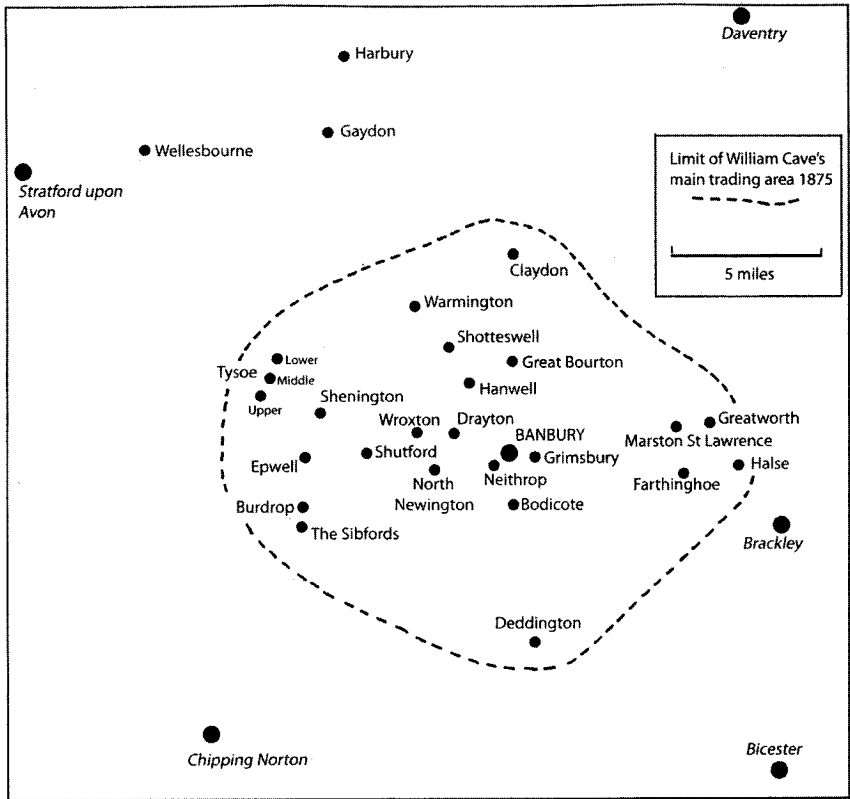 Daventry
Harbury
Gaydon
Wellesbourne
Stratford upon
Avon
Limit of William Cave's
main trading area 1875
5 miles
Claydon
Warmington
Shotteswell
Great Bourton
Lower
Tysoe
Middle
Upper
Hanwell
Shenington
Wroxton
Drayton
Greatworth
BANBURY
Marston St Lawrence
Shutford
Grimsbury
Halse
Epwell
Neithrop
Farthinghoe
North
Newington
Burdrop
Bodicote
The Sibfords
Brackley
Deddington
Chipping Norton
Bicester